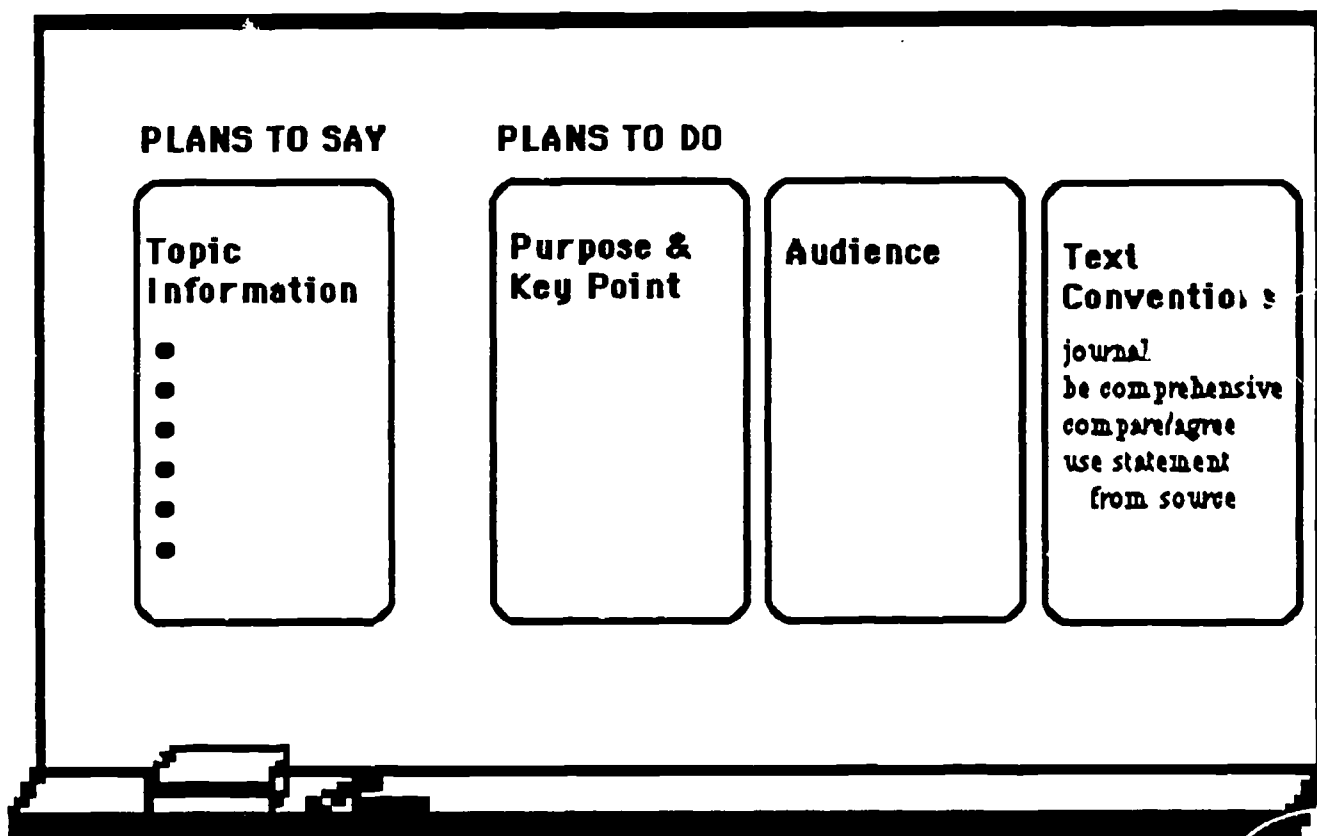 PLANS TO SAY
PLANS TO DO
Topic
Information
Purpose &
Key Point
Audience
Text
Conventions
journal
be comprehensive
compare/agree
use statement
from source